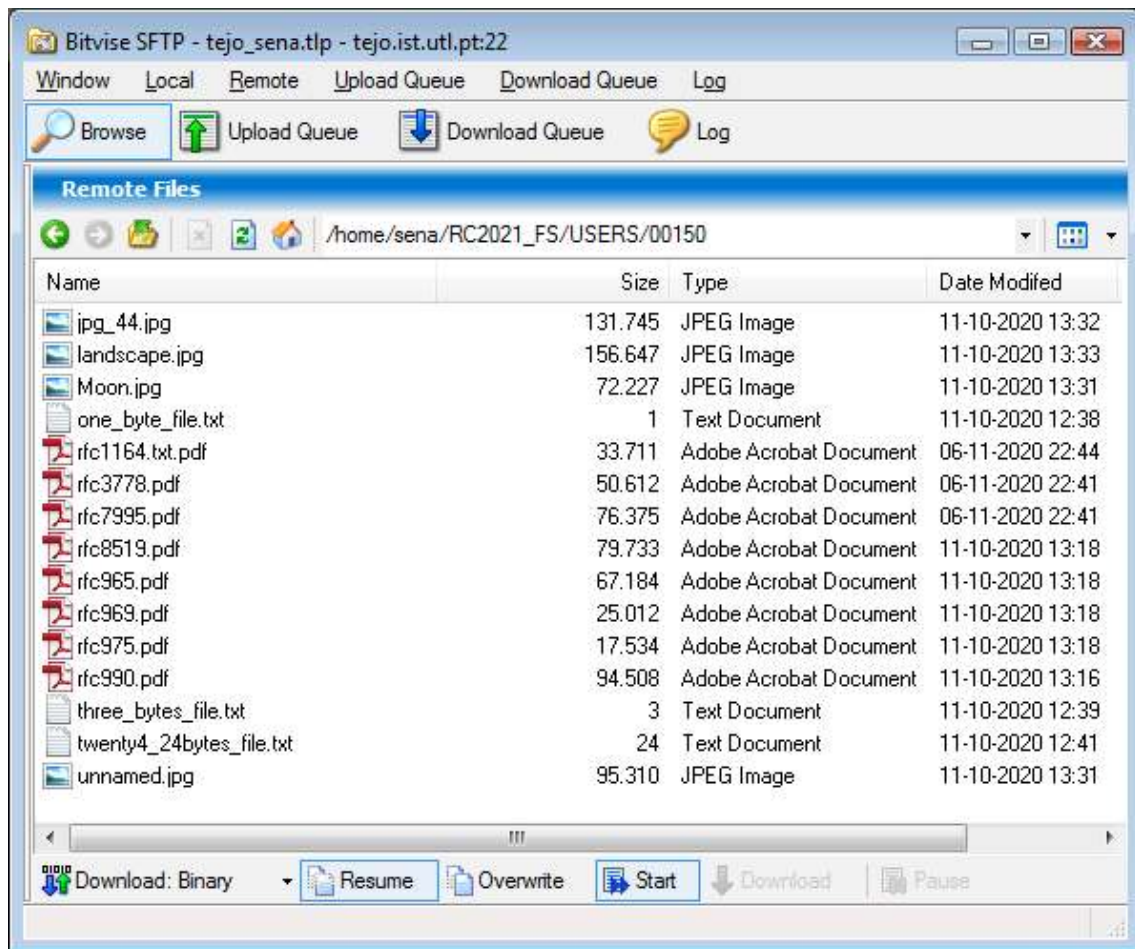 Bitvise SFTP - tejo_sena.tlp - tejo.ist.utl.pt:22
Window Local Remote Upload Queue Download Queue Log
Browse Upload Queue Download Queue Log
Remote Files
/home/sena/RC2021_FS/USERS/00150
Name Size Type Date Modifed
jpg_44.jpg 131.745 JPEG Image 11-10-2020 13:32
landscape.jpg 156.647 JPEG Image 11-10-2020 13:33
Moon.jpg 72.227 JPEG Image 11-10-2020 13:31
one_byte_file.txt 1 Text Document 11-10-2020 12:38
rfc1164.txt.pdf 33.711 Adobe Acrobat Document 06-11-2020 22:44
rfc3778.pdf 50.612 Adobe Acrobat Document 06-11-2020 22:41
rfc7995.pdf 76.375 Adobe Acrobat Document 06-11-2020 22:41
rfc8519.pdf 79.733 Adobe Acrobat Document 11-10-2020 13:18
rfc965.pdf 67.184 Adobe Acrobat Document 11-10-2020 13:18
rfc969.pdf 25.012 Adobe Acrobat Document 11-10-2020 13:18
rfc975.pdf 17.534 Adobe Acrobat Document 11-10-2020 13:18
rfc990.pdf 94.508 Adobe Acrobat Document 11-10-2020 13:16
three_bytes_file.txt 3 Text Document 11-10-2020 12:39
twenty4_24bytes_file.txt 24 Text Document 11-10-2020 12:41
unnamed.jpg 95.310 JPEG Image 11-10-2020 13:31
Download: Binary Resume Overwrite Start Download Pause